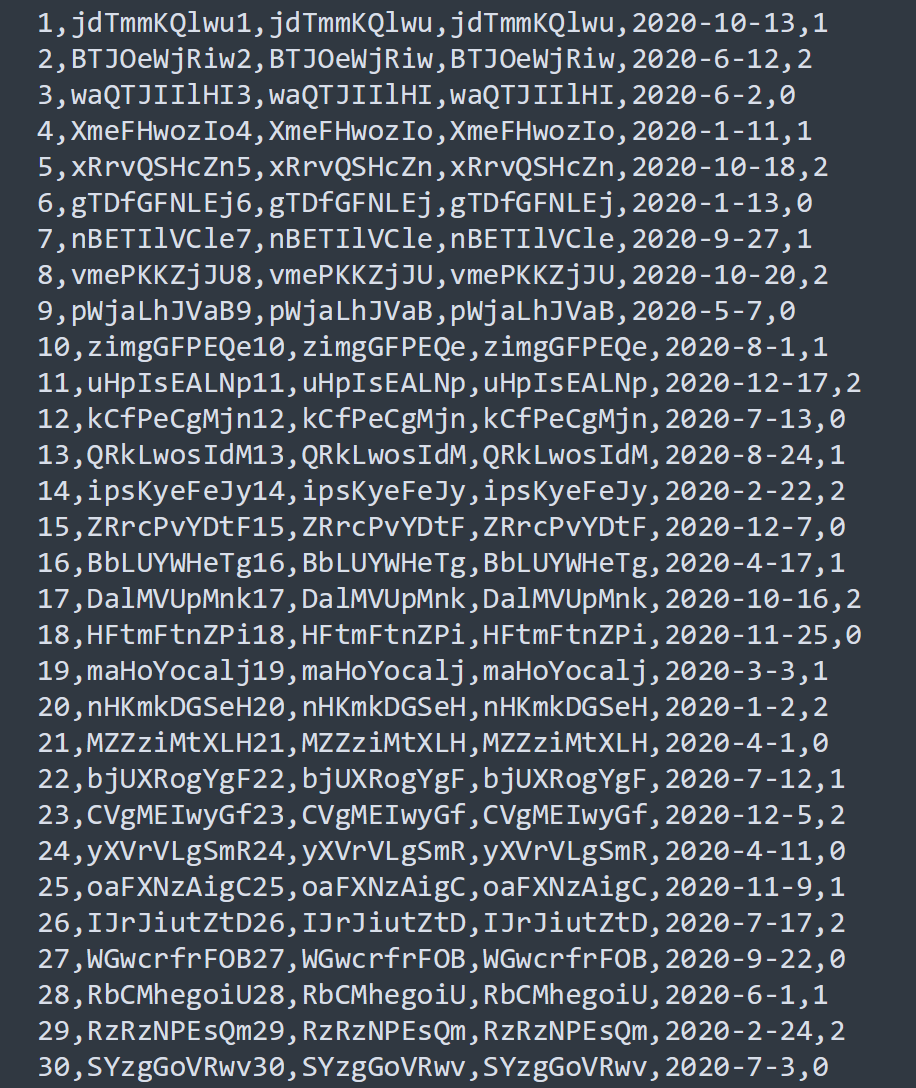 1,jdTmmKQlwu1,jdTmmKQlwu,jdTmmKQlwu,2020-10-13,1
2,BTJOeWjRiw2,BTJOeWjRiw,BTJOeWjRiw,2020-6-12,2
3,waQTJIIlHI3,waQTJIIlHI,waQTJIIlHI,2020-6-2,0
4,XmeFHwozIo4,XmeFHwozIo,XmeFHwozIo,2020-1-11,1
5,xRrvQSHcZn5,xRrvQSHcZn,xRrvQSHcZn,2020-10-18,2
6,gTDfGFNLEj6,gTDfGFNLEj,gTDfGFNLEj,2020-1-13,0
7,nBETIlVCle7,nBETIlVCle,nBETIlVCle,2020-9-27,1
8,vmePKKZjJU8,vmePKKZjJU,vmePKKZjJU,2020-10-20,2
9,pWjaLhJVaB9,pWjaLhJVaB,pWjaLhJVaB,2020-5-7,0
10,zimgGFPEQe10,zimgGFPEQe,zimgGFPEQe,2020-8-1,1
11,uHpIsEALNp11,uHpIsEALNp,uHpIsEALNp,2020-12-17,2
12,kCfPeCgMjn12,kCfPeCgMjn,kCfPeCgMjn,2020-7-13,0
13,QRkLwosIdM13,QRkLwosIdM,QRkLwosIdM,2020-8-24,1
14,ipsKyeFeJy14,ipsKyeFeJy,ipsKyeFeJy,2020-2-22,2
15,ZRrcPvYDtF15,ZRrcPvYDtF,ZRrcPvYDtF,2020-12-7,0
16,BbLUYWHeTg16,BbLUYWHeTg,BbLUYWHeTg,2020-4-17,1
17,DalMVUpMnk17,DalMVUpMnk,DalMVUpMnk,2020-10-16,2
18,HFtmFtnZPi18,HFtmFtnZPi,HFtmFtnZPi,2020-11-25,0
19,maHoYocalj19,maHoYocalj,maHoYocalj,2020-3-3,1
20,nHKmkDGSeH20,nHKmkDGSeH,nHKmkDGSeH,2020-1-2,2
21,MZZziMtXLH21,MZZziMtXLH,MZZziMtXLH,2020-4-1,0
22,bjUXRogYgF22,bjUXRogYgF,bjUXRogYgF,2020-7-12,1
23,CVgMEIwyGf23,CVgMEIwyGf,CVgMEIwyGf,2020-12-5,2
24,yXVrVLgSmR24,yXVrVLgSmR,yXVrVLgSmR,2020-4-11,0
25,oaFXNzAigC25,oaFXNzAigC,oaFXNzAigC,2020-11-9,1
26,IJrJiutZtD26,IJrJiutZtD,IJrJiutZtD,2020-7-17,2
27,WGwcrfrFOB27,WGwcrfrFOB,WGwcrfrFOB,2020-9-22,0
28,RbCMhegoiU28,RbCMhegoiU,RbCMhegoiU,2020-6-1,1
29,RzRzNPEsQm29,RzRzNPEsQm,RzRzNPEsQm,2020-2-24,2
30,SYzgGoVRwv30,SYzgGoVRwv,SYzgGoVRwv,2020-7-3,0